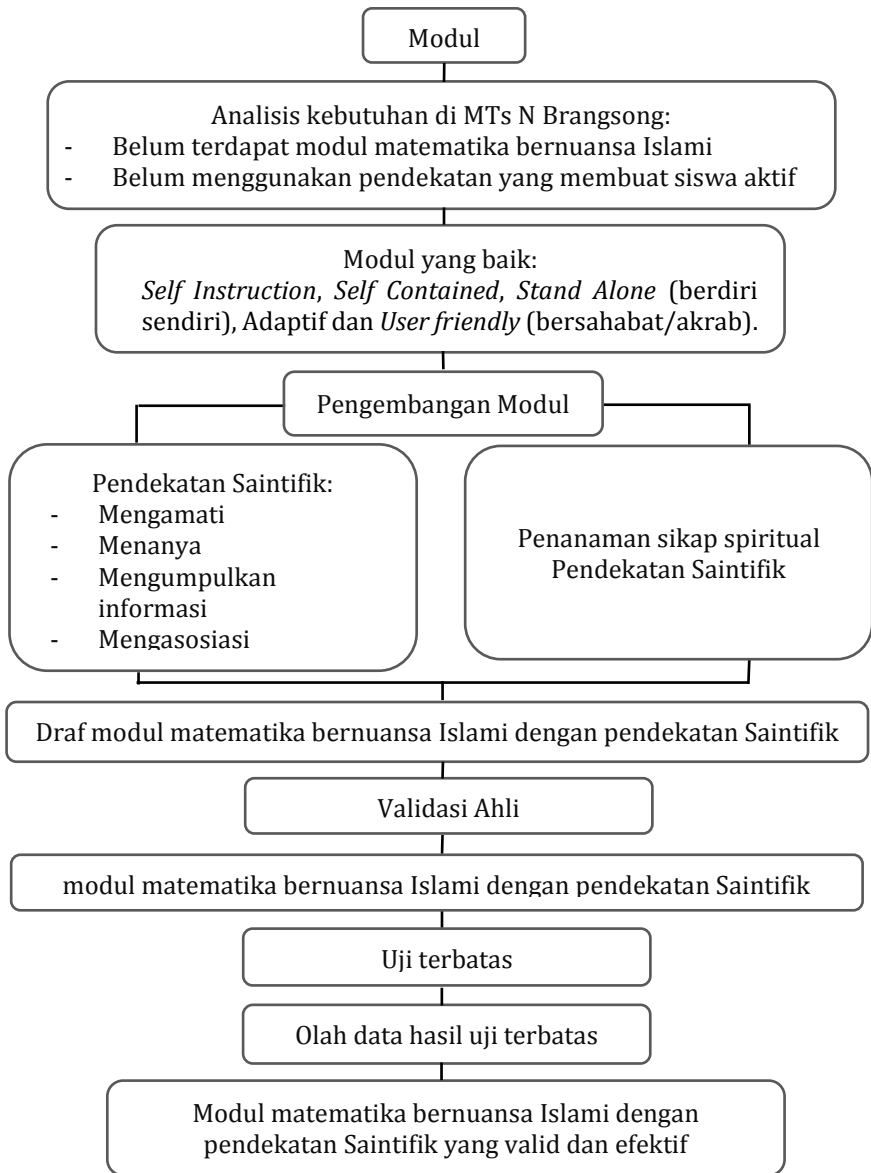 Modul
Analisis kebutuhan di MTs N Brangsong:
- Belum terdapat modul matematika bernuansa Islami
- Belum menggunakan pendekatan yang membuat siswa aktif
Modul yang baik:
Self Instruction, Self Contained, Stand Alone (berdiri
sendiri), Adaptif dan User friendly (bersahabat/akrab).
Pengembangan Modul
Pendekatan Saintifik:
- Mengamati
- Menanya
- Mengumpulkan
informasi
- Mengasosiasi
Penanaman sikap spiritual
Pendekatan Saintifik
Draf modul matematika bernuansa Islami dengan pendekatan Saintifik
Validasi Ahli
modul matematika bernuansa Islami dengan pendekatan Saintifik
Uji terbatas
Olah data hasil uji terbatas
Modul matematika bernuansa Islami dengan
pendekatan Saintifik yang valid dan efektif